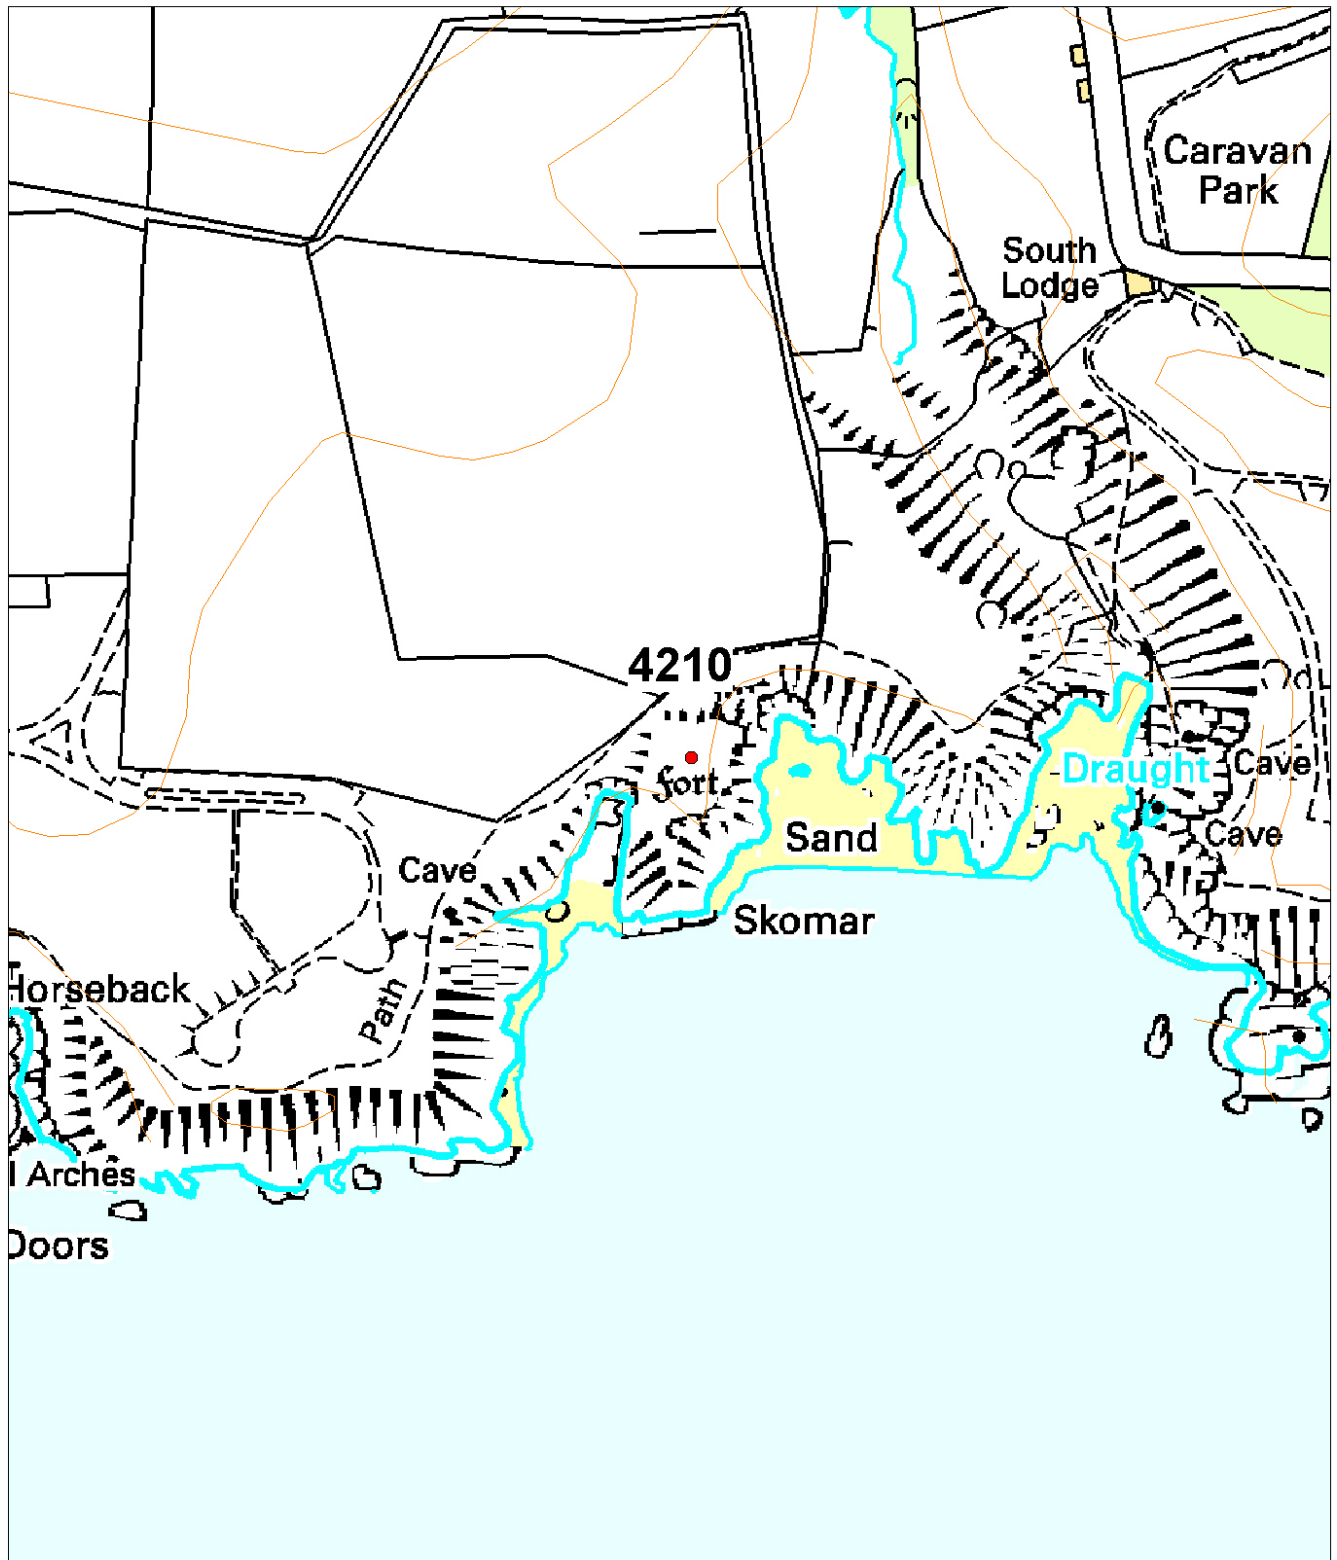 Caravan
Park
South
Lodge
4210
fort
Draught
Cave
Sand
Cave
Cave
Skomar
Horseback
Path
l Arches
Doors